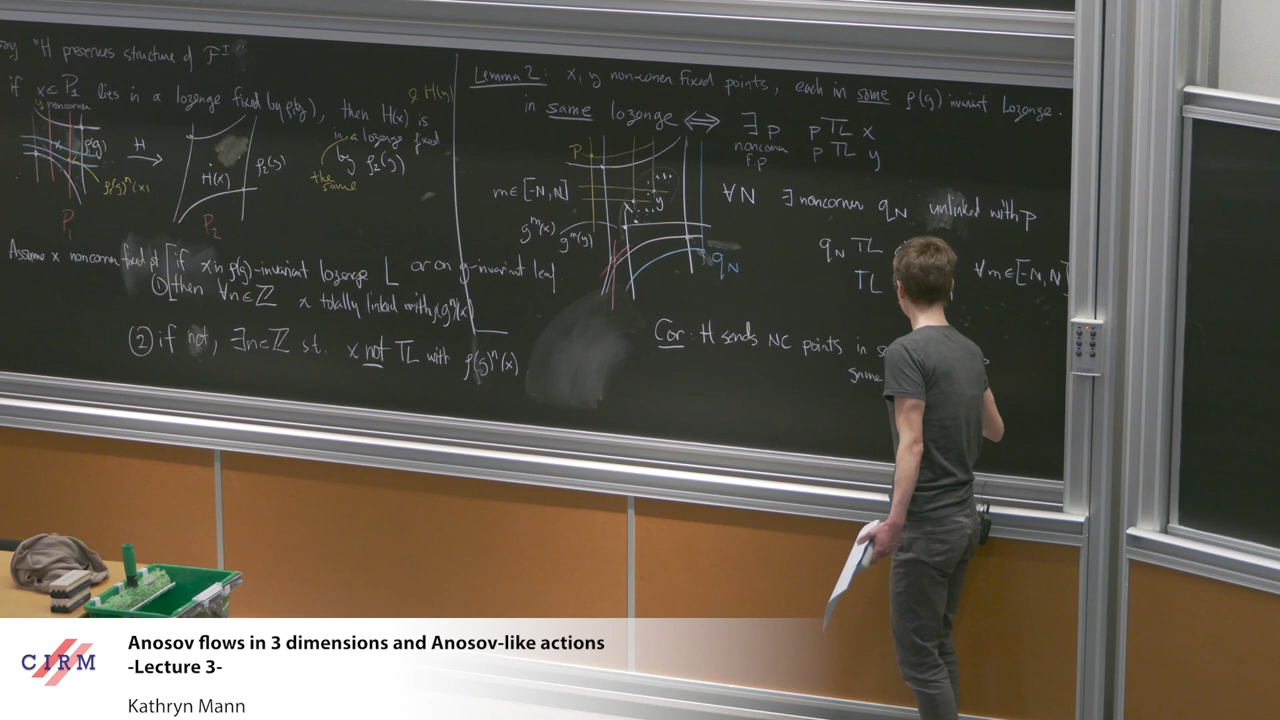 "H preserves structure of F^±"
if x ∈ P₁ lies in a lozenge fixed by ρ(g), then H(x) is
& H(y)
y noncorner
in a lozenge fixed
by ρ₂(g)
the same
ρ(g)
H
H(x)
ρ₂(g)
ρ(g)ⁿ(x)
P₁
P₂
Assume x noncorner fixed pt
if x in ρ(g)-invariant lozenge L or on g-invariant leaf
① then ∀n∈ℤ x totally linked with ρ(g)ⁿ(x)
② if not, ∃n∈ℤ s.t. x not TL with ρ(g)ⁿ(x)
Lemma 2: x, y non-corner fixed points, each in some ρ(g) invariant lozenge.
in same lozenge ⟺ ∃ p p TL x
noncorner p TL y
f.p
P
m∈[-N,N]
x
y
gᵐ(x) gᵐ(y)
q_N
∀N ∃ noncorner q_N unlinked with p
q_N TL
TL ∀m∈[-N,N]
Cor: H sends NC points in
same
CIRM
Anosov flows in 3 dimensions and Anosov-like actions
-Lecture 3-
Kathryn Mann